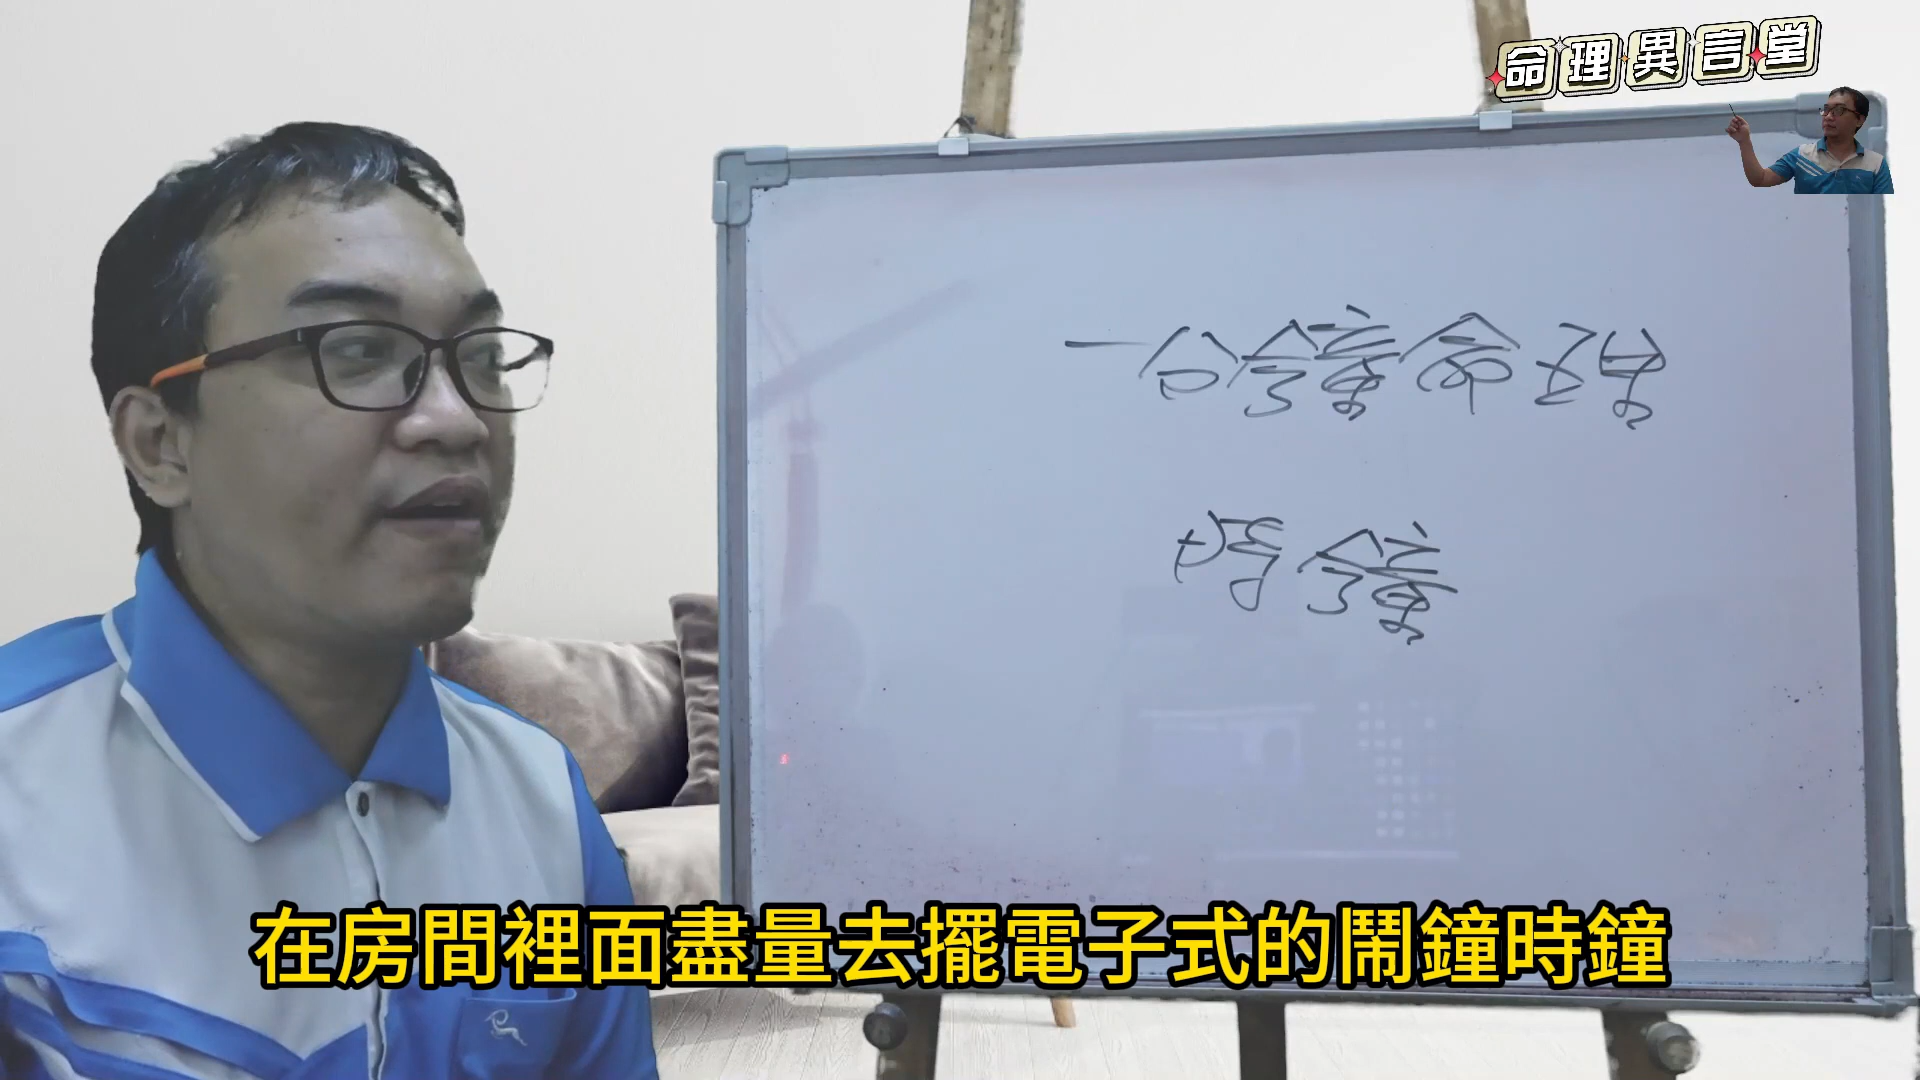 命理異言堂
一分鐘命理
時鐘
在房間裡面盡量去擺電子式的鬧鐘時鐘